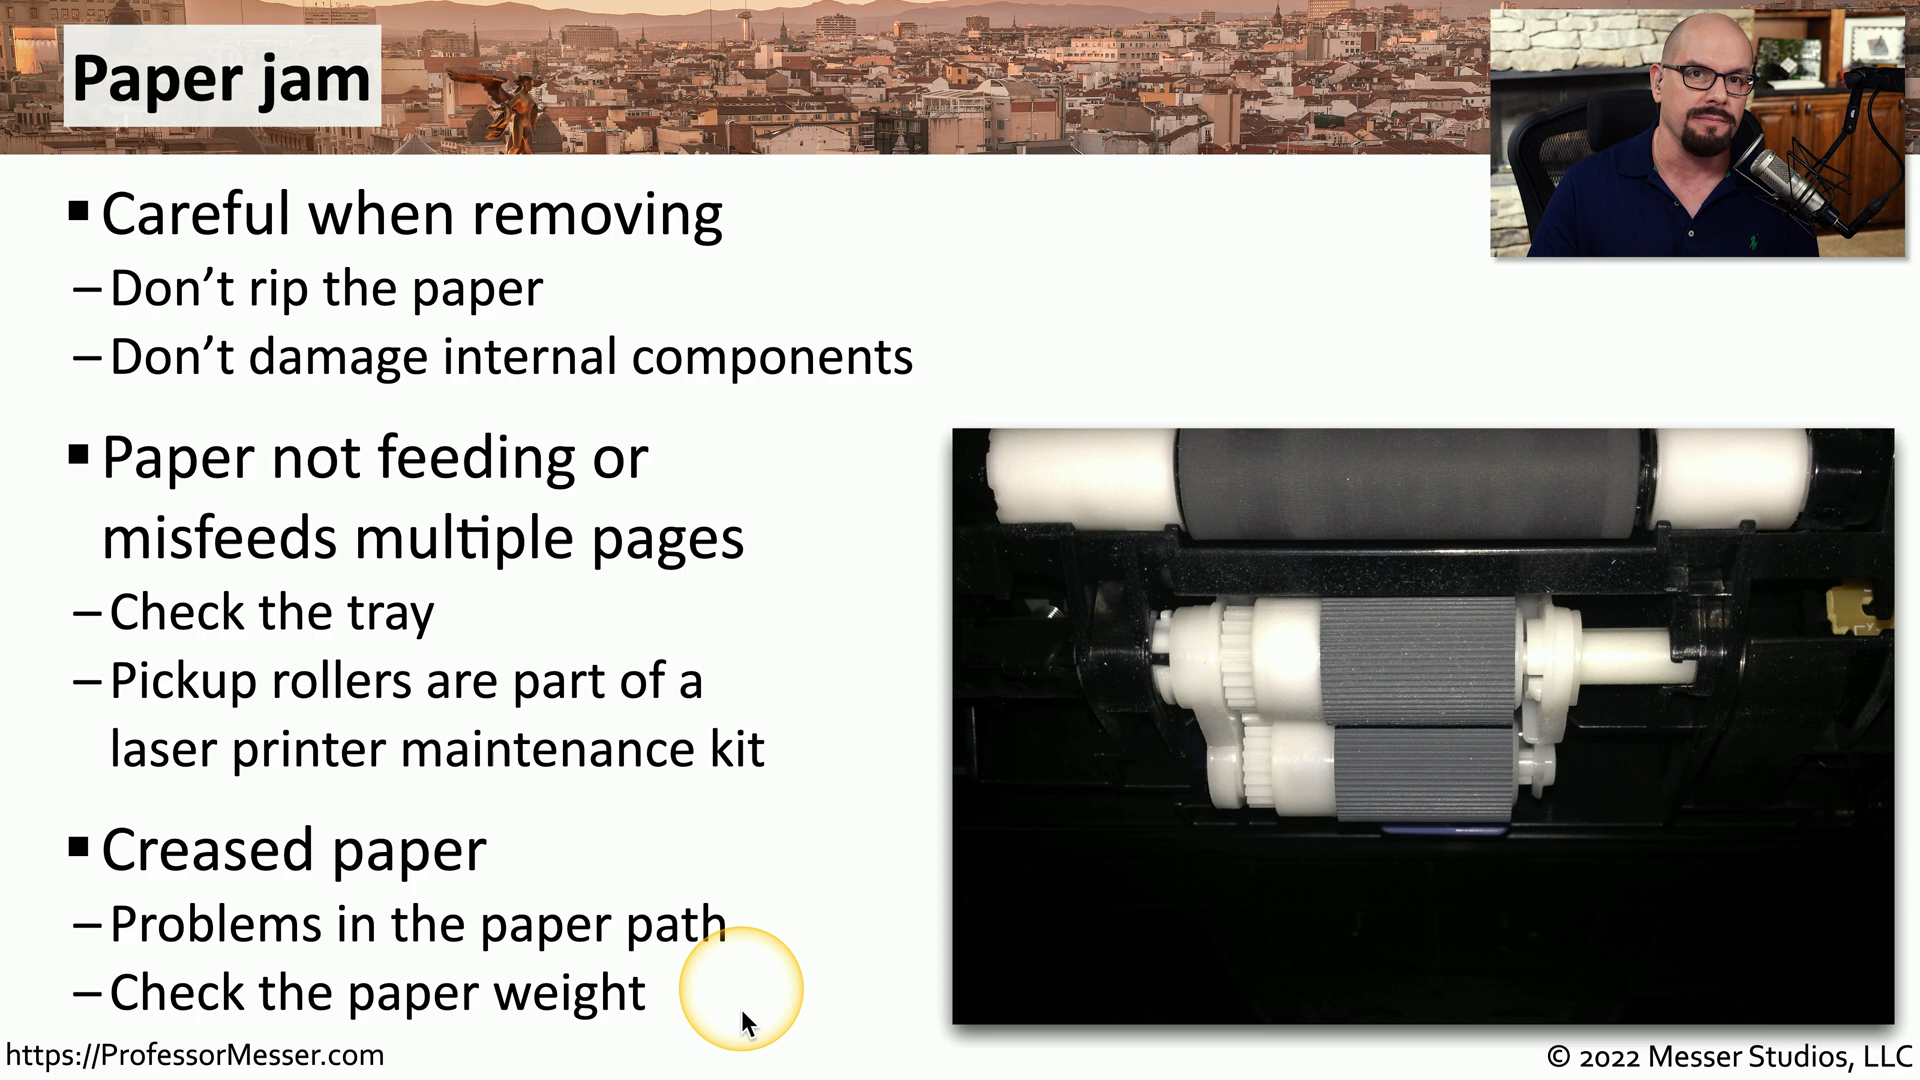 Paper jam
▪ Careful when removing
– Don’t rip the paper
– Don’t damage internal components
▪ Paper not feeding or
misfeeds multiple pages
– Check the tray
– Pickup rollers are part of a
laser printer maintenance kit
▪ Creased paper
– Problems in the paper path
– Check the paper weight
https://ProfessorMesser.com
© 2022 Messer Studios, LLC